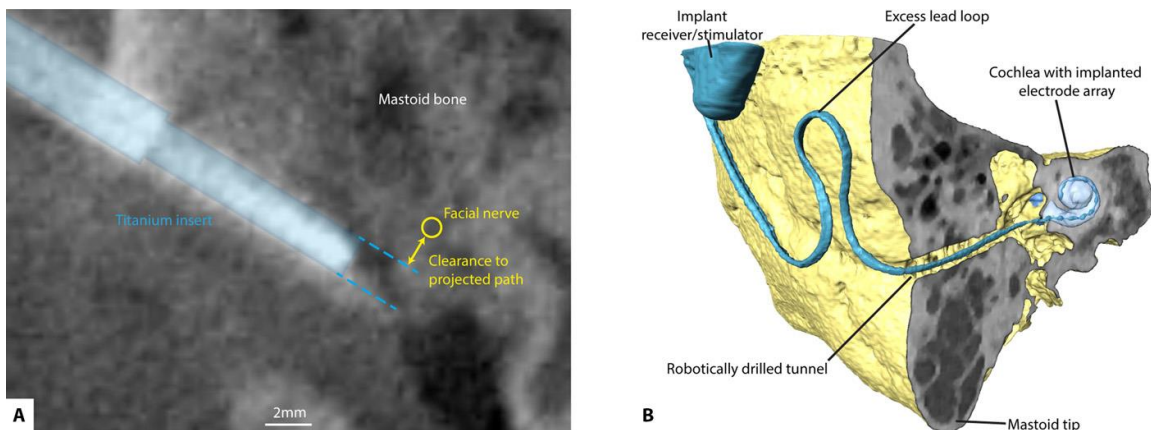 Mastoid bone
Titanium insert
Facial nerve
Clearance to
projected path
2mm
A
Implant
receiver/stimulator
Excess lead loop
Cochlea with implanted
electrode array
Robotically drilled tunnel
Mastoid tip
B